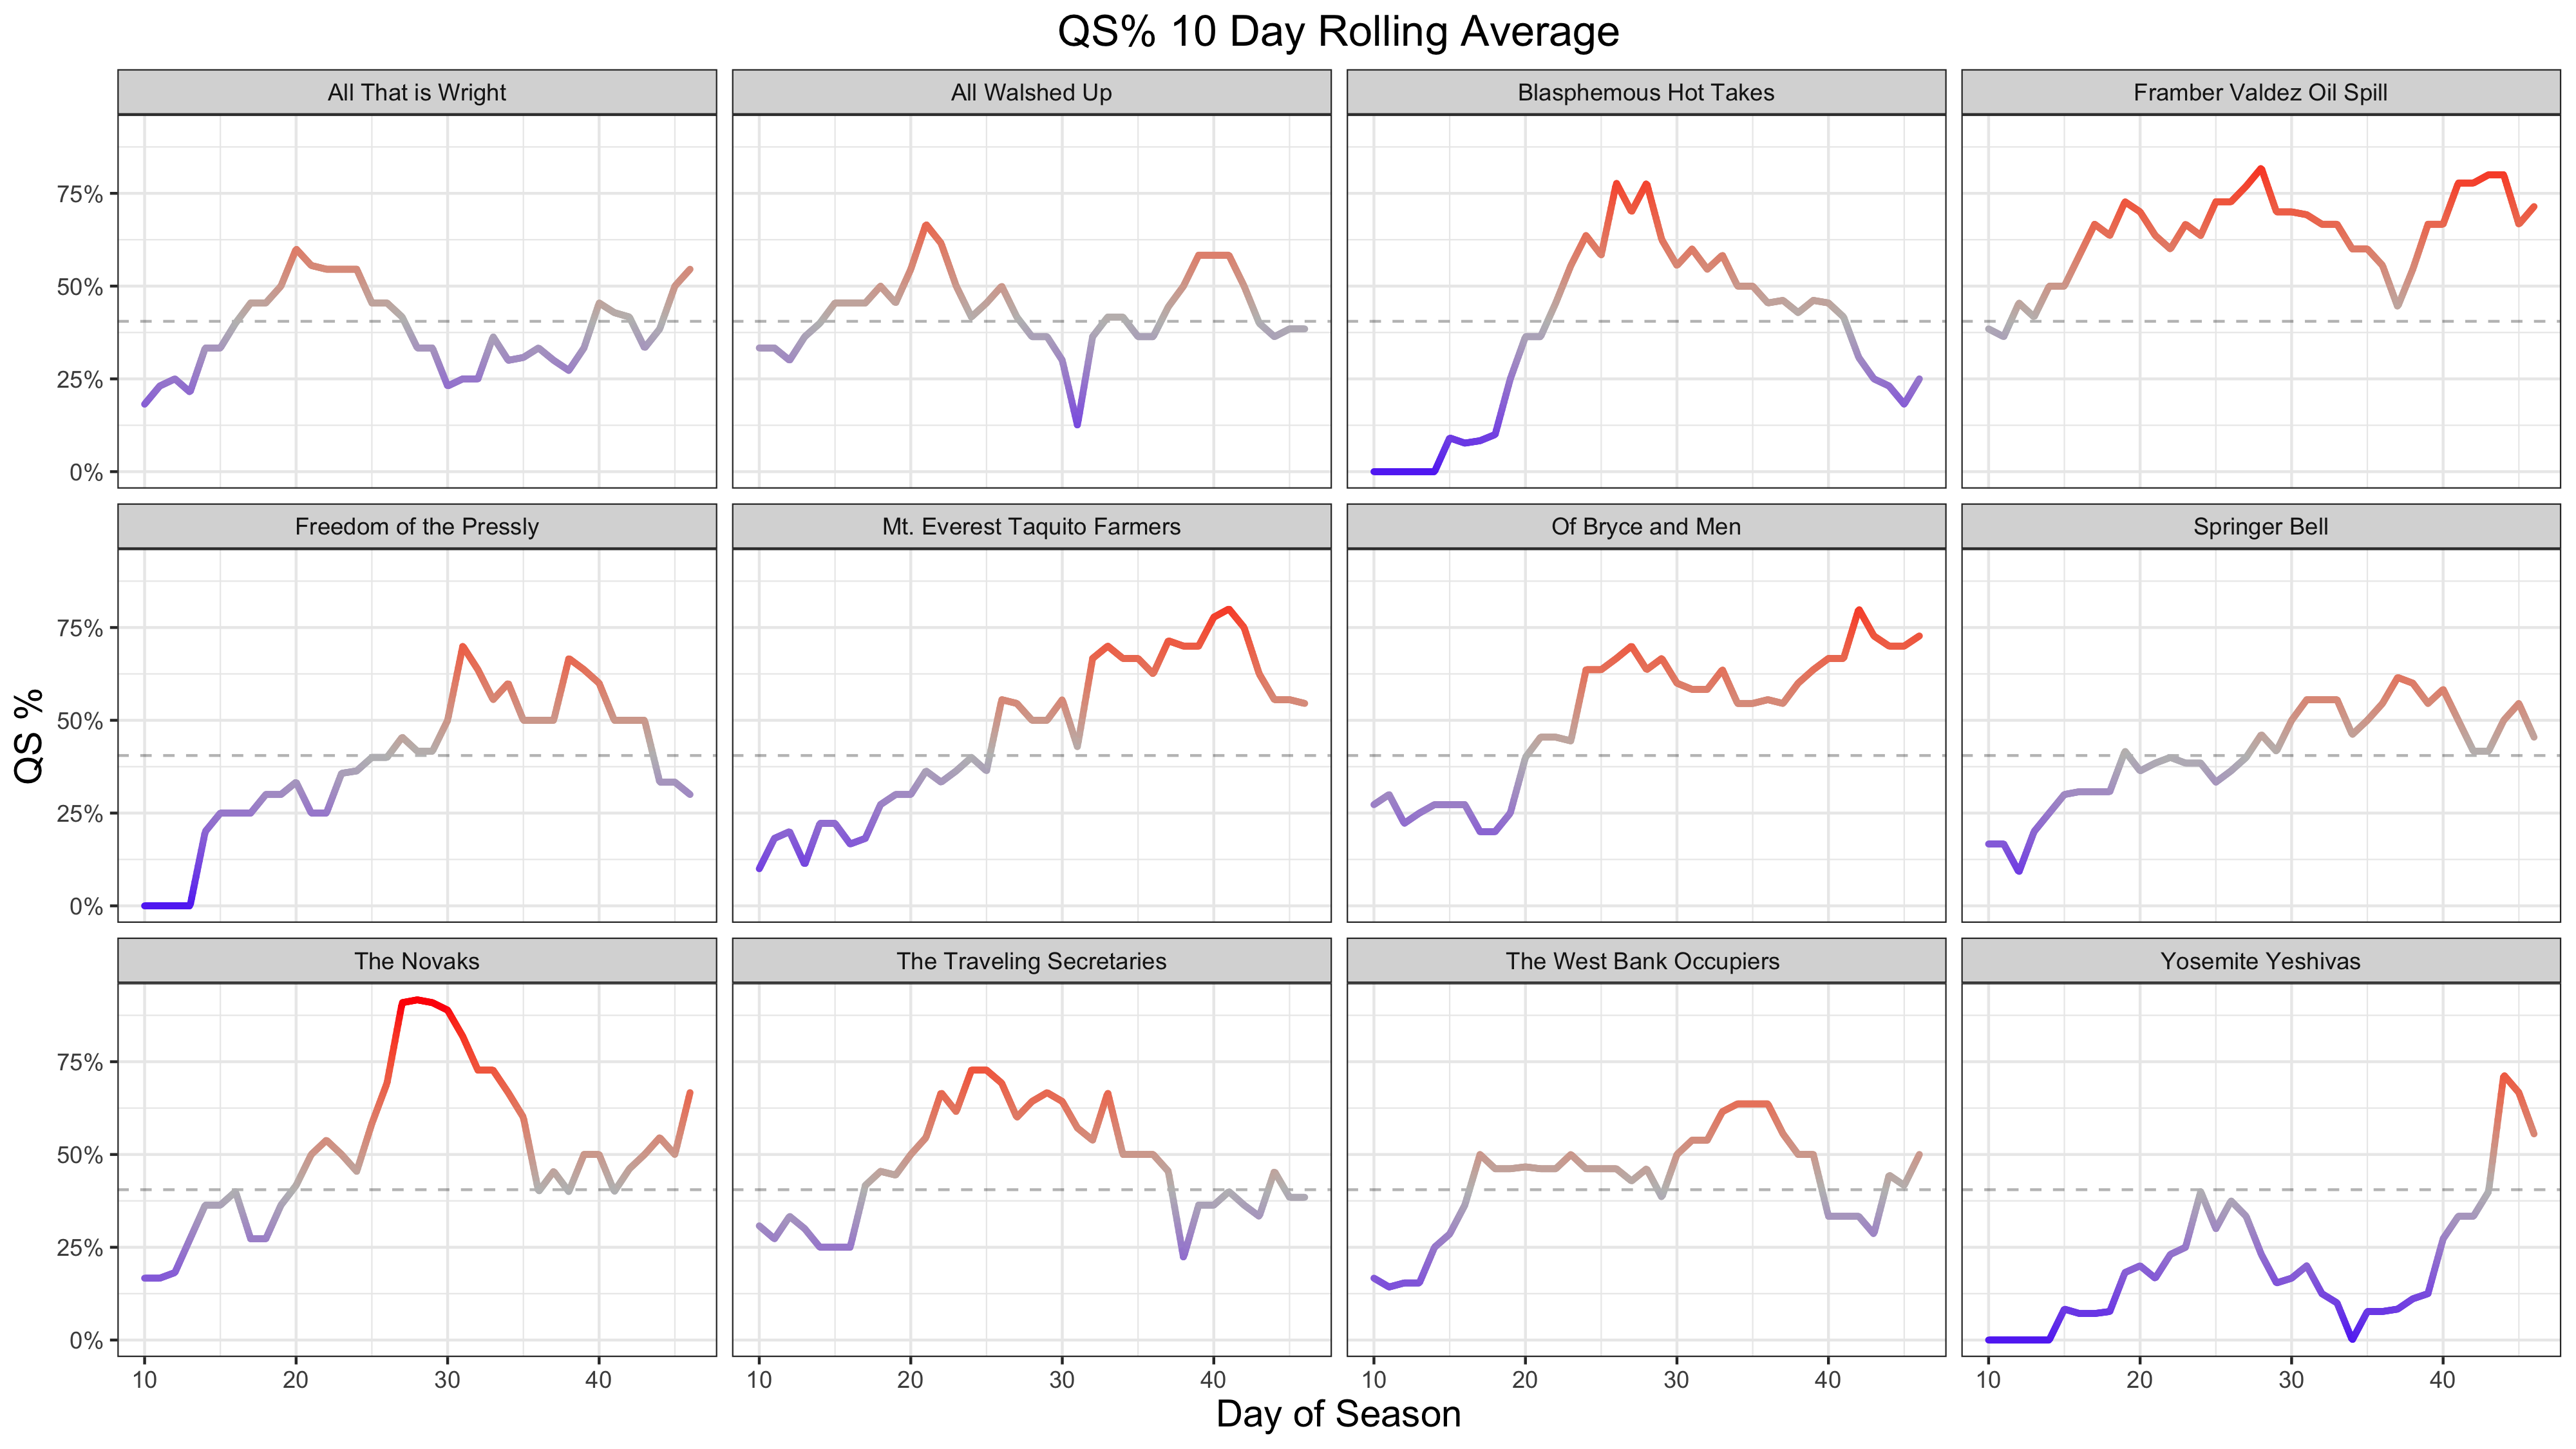 QS% 10 Day Rolling Average
All That is Wright
All Walshed Up
Blasphemous Hot Takes
Framber Valdez Oil Spill
75%
50%
25%
0%
Freedom of the Pressly
Mt. Everest Taquito Farmers
Of Bryce and Men
Springer Bell
75%
50%
25%
0%
QS %
The Novaks
The Traveling Secretaries
The West Bank Occupiers
Yosemite Yeshivas
75%
50%
25%
0%
10 20 30 40 10 20 30 40 10 20 30 40 10 20 30 40
Day of Season